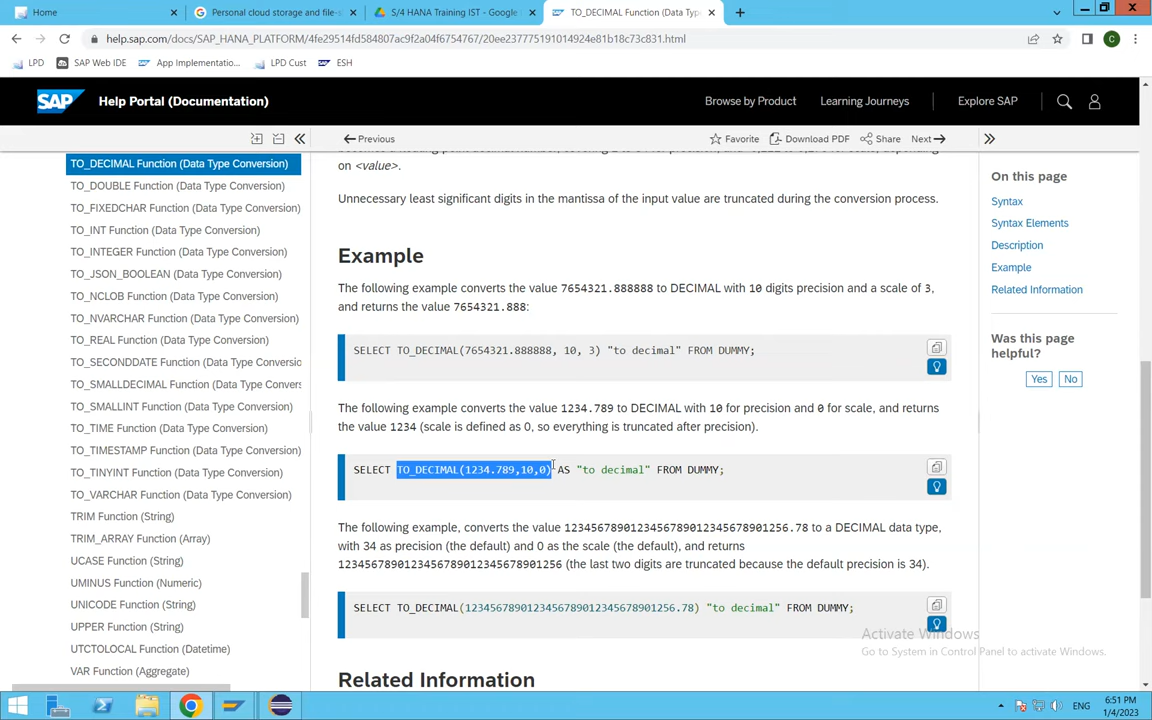 Home
Personal cloud storage and file-s
S/4 HANA Training IST - Google
TO_DECIMAL Function (Data Typ
help.sap.com/docs/SAP_HANA_PLATFORM/4fe29514fd584807ac9f2a04f6754767/20ee237775191014924e81b18c73c831.html
LPD
SAP Web IDE
App Implementatio...
LPD Cust
ESH
SAP
Help Portal (Documentation)
Browse by Product
Learning Journeys
Explore SAP
Previous
Favorite
Download PDF
Share
Next
TO_DECIMAL Function (Data Type Conversion)
TO_DOUBLE Function (Data Type Conversion)
TO_FIXEDCHAR Function (Data Type Conversion)
TO_INT Function (Data Type Conversion)
TO_INTEGER Function (Data Type Conversion)
TO_JSON_BOOLEAN (Data Type Conversion)
TO_NCLOB Function (Data Type Conversion)
TO_NVARCHAR Function (Data Type Conversion)
TO_REAL Function (Data Type Conversion)
TO_SECONDDATE Function (Data Type Conversio
TO_SMALLDECIMAL Function (Data Type Convers
TO_SMALLINT Function (Data Type Conversion)
TO_TIME Function (Data Type Conversion)
TO_TIMESTAMP Function (Data Type Conversion)
TO_TINYINT Function (Data Type Conversion)
TO_VARCHAR Function (Data Type Conversion)
TRIM Function (String)
TRIM_ARRAY Function (Array)
UCASE Function (String)
UMINUS Function (Numeric)
UNICODE Function (String)
UPPER Function (String)
UTCTOLOCAL Function (Datetime)
VAR Function (Aggregate)
on <value>.
Unnecessary least significant digits in the mantissa of the input value are truncated during the conversion process.
Example
The following example converts the value 7654321.888888 to DECIMAL with 10 digits precision and a scale of 3,
and returns the value 7654321.888:
SELECT TO_DECIMAL(7654321.888888, 10, 3) "to decimal" FROM DUMMY;
The following example converts the value 1234.789 to DECIMAL with 10 for precision and 0 for scale, and returns
the value 1234 (scale is defined as 0, so everything is truncated after precision).
SELECT TO_DECIMAL(1234.789,10,0) AS "to decimal" FROM DUMMY;
The following example, converts the value 12345678901234567890123456789012​56.78 to a DECIMAL data type,
with 34 as precision (the default) and 0 as the scale (the default), and returns
1234567890123456789012345678901256 (the last two digits are truncated because the default precision is 34).
SELECT TO_DECIMAL(1234567890123456789012345678901256.78) "to decimal" FROM DUMMY;
Related Information
On this page
Syntax
Syntax Elements
Description
Example
Related Information
Was this page
helpful?
Yes
No
Activate Windows
Go to System in Control Panel to activate Windows.
ENG
6:51 PM
1/4/2023